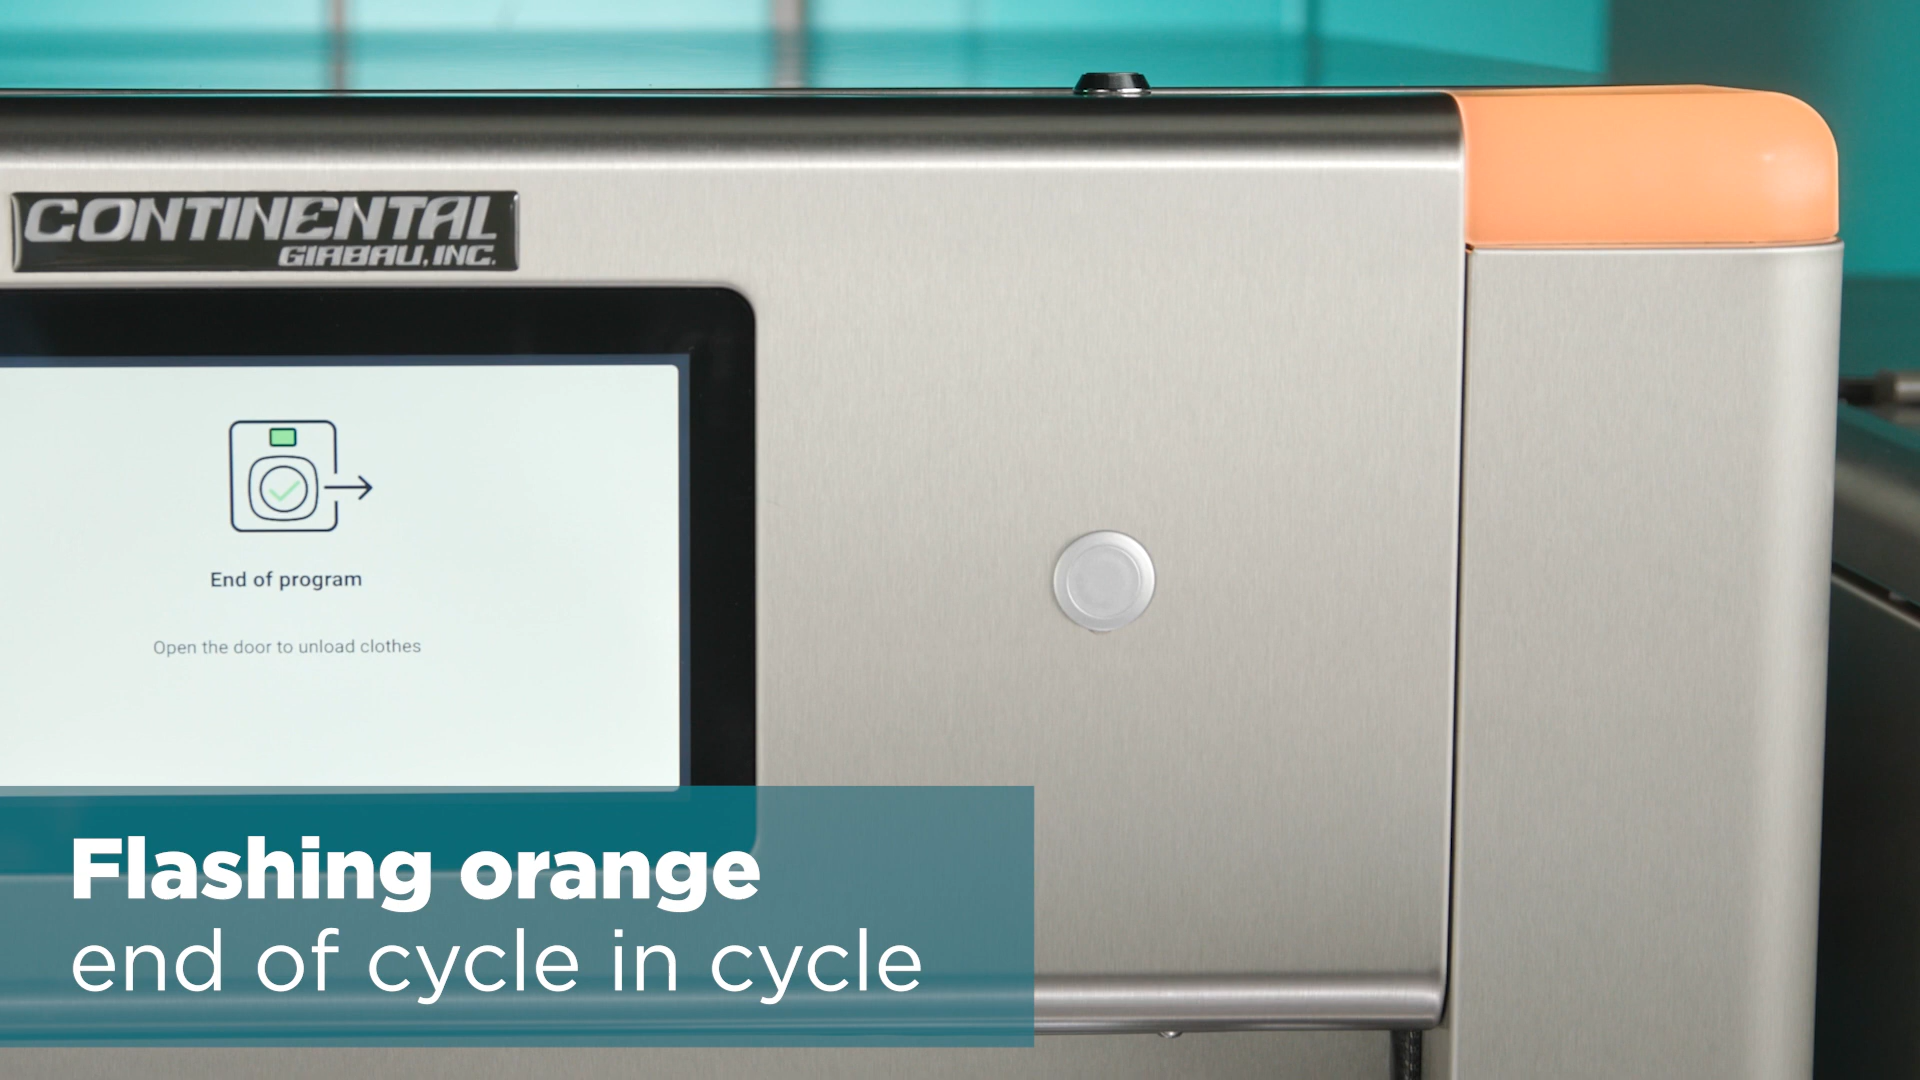 CONTINENTAL
GIRBAU, INC.
End of program
Open the door to unload clothes
Flashing orange
end of cycle in cycle